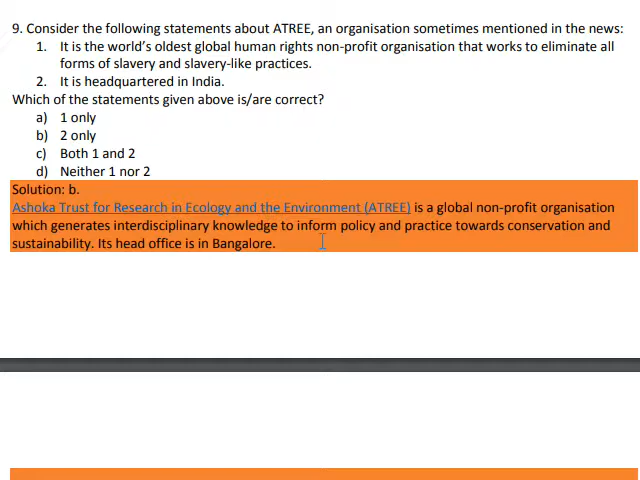 9. Consider the following statements about ATREE, an organisation sometimes mentioned in the news:
1. It is the world's oldest global human rights non-profit organisation that works to eliminate all
forms of slavery and slavery-like practices.
2. It is headquartered in India.
Which of the statements given above is/are correct?
a) 1 only
b) 2 only
c) Both 1 and 2
d) Neither 1 nor 2
Solution: b.
Ashoka Trust for Research in Ecology and the Environment (ATREE) is a global non-profit organisation
which generates interdisciplinary knowledge to inform policy and practice towards conservation and
sustainability. Its head office is in Bangalore.